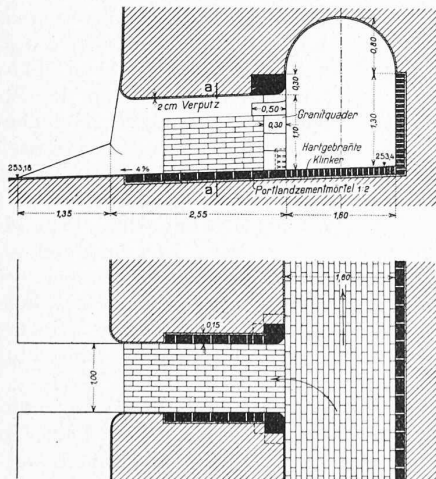 0,80
a
0,30
2 cm Verputz
0,50
Granitquader
0,30
1,10
1,30
Hartgebrannte
Klinker
253,18
4%
253,4
a
Portlandzementmörtel 1:2
1,35
2,55
1,60
1,60
0,15
1,00